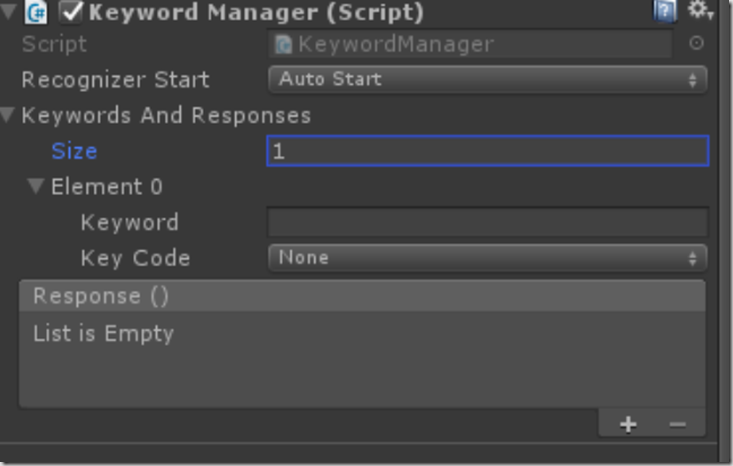 Keyword Manager (Script)
Script KeywordManager
Recognizer Start Auto Start
Keywords And Responses
Size 1
Element 0
Keyword
Key Code None
Response ()
List is Empty
+ −